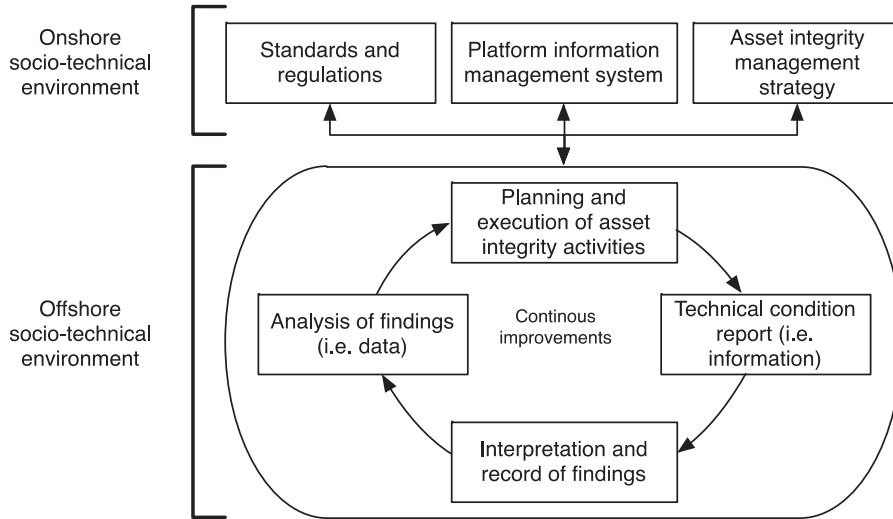 Onshore
socio-technical
environment
Standards and
regulations
Platform information
management system
Asset integrity
management
strategy
Offshore
socio-technical
environment
Planning and
execution of asset
integrity activities
Analysis of findings
(i.e. data)
Continous
improvements
Technical condition
report (i.e.
information)
Interpretation and
record of findings